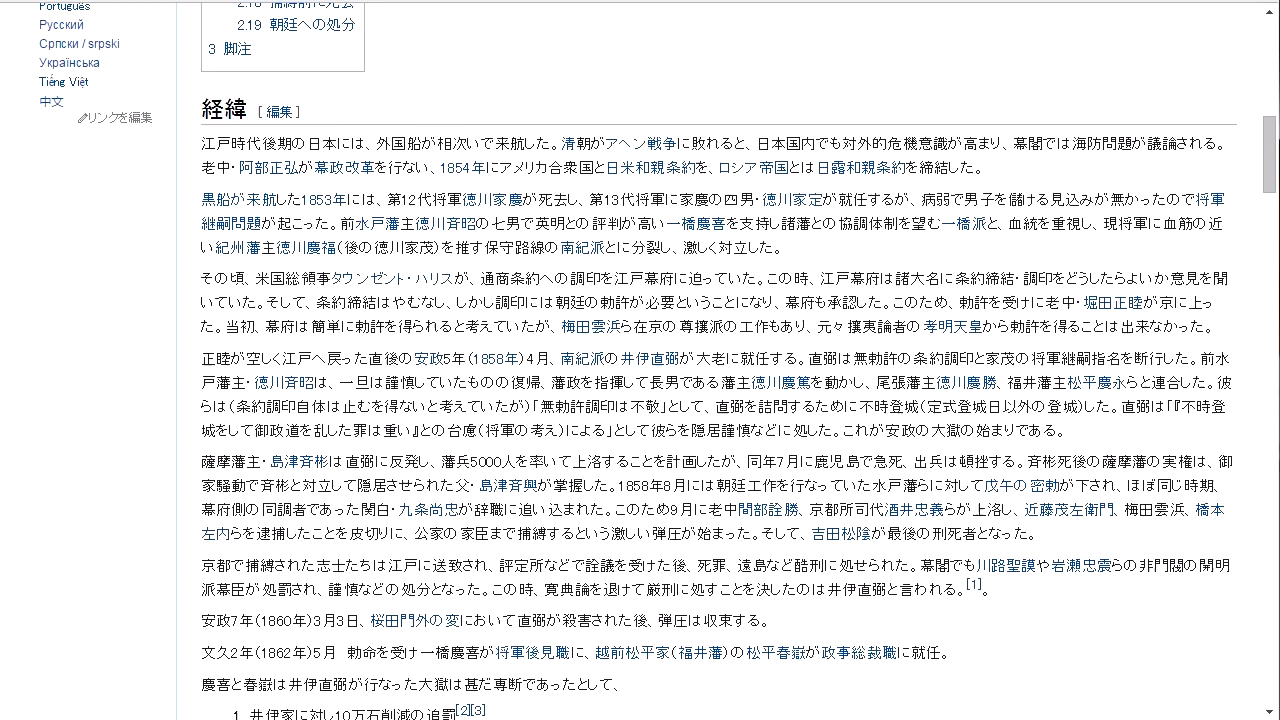 Português
Русский
Српски / srpski
Українська
Tiếng Việt
中文
リンクを編集
2.19 朝廷への処分
3 脚注
経緯 [編集]
江戸時代後期の日本には、外国船が相次いで来航した。清朝がアヘン戦争に敗れると、日本国内でも対外的危機意識が高まり、幕閣では海防問題が議論される。
老中・阿部正弘が幕政改革を行ない、1854年にアメリカ合衆国と日米和親条約を、ロシア帝国とは日露和親条約を締結した。
黒船が来航した1853年には、第12代将軍徳川家慶が死去し、第13代将軍に家慶の四男・徳川家定が就任するが、病弱で男子を儲ける見込みが無かったので将軍
継嗣問題が起こった。前水戸藩主徳川斉昭の七男で英明との評判が高い一橋慶喜を支持し諸藩との協調体制を望む一橋派と、血統を重視し、現将軍に血筋の近
い紀州藩主徳川慶福（後の徳川家茂）を推す保守路線の南紀派とに分裂し、激しく対立した。
その頃、米国総領事タウンゼント・ハリスが、通商条約への調印を江戸幕府に迫っていた。この時、江戸幕府は諸大名に条約締結・調印をどうしたらよいか意見を聞
いていた。そして、条約締結はやむなし、しかし調印には朝廷の勅許が必要ということになり、幕府も承認した。このため、勅許を受けに老中・堀田正睦が京に上っ
た。当初、幕府は簡単に勅許を得られると考えていたが、梅田雲浜ら在京の尊攘派の工作もあり、元々攘夷論者の孝明天皇から勅許を得ることは出来なかった。
正睦が空しく江戸へ戻った直後の安政5年（1858年）4月、南紀派の井伊直弼が大老に就任する。直弼は無勅許の条約調印と家茂の将軍継嗣指名を断行した。前水
戸藩主・徳川斉昭は、一旦は謹慎していたものの復帰、藩政を指揮して長男である藩主徳川慶篤を動かし、尾張藩主徳川慶勝、福井藩主松平慶永らと連合した。彼
らは（条約調印自体は止むを得ないと考えていたが）「無勅許調印は不敬」として、直弼を詰問するために不時登城（定式登城日以外の登城）した。直弼は「『不時登
城をして御政道を乱した罪は重い』との台慮（将軍の考え）による」として彼らを隠居謹慎などに処した。これが安政の大獄の始まりである。
薩摩藩主・島津斉彬は直弼に反発し、藩兵5000人を率いて上洛することを計画したが、同年7月に鹿児島で急死、出兵は頓挫する。斉彬死後の薩摩藩の実権は、御
家騒動で斉彬と対立して隠居させられた父・島津斉興が掌握した。1858年8月には朝廷工作を行なっていた水戸藩らに対して戊午の密勅が下され、ほぼ同じ時期、
幕府側の同調者であった関白・九条尚忠が辞職に追い込まれた。このため9月に老中間部詮勝、京都所司代酒井忠義らが上洛し、近藤茂左衛門、梅田雲浜、橋本
左内らを逮捕したことを皮切りに、公家の家臣まで捕縛するという激しい弾圧が始まった。そして、吉田松陰が最後の刑死者となった。
京都で捕縛された志士たちは江戸に送致され、評定所などで詮議を受けた後、死罪、遠島など酷刑に処せられた。幕閣でも川路聖謨や岩瀬忠震らの非門閥の開明
派幕臣が処罰され、謹慎などの処分となった。この時、寛典論を退けて厳刑に処すことを決したのは井伊直弼と言われる。[1]。
安政7年（1860年）3月3日、桜田門外の変において直弼が殺害された後、弾圧は収束する。
文久2年（1862年）5月 勅命を受け一橋慶喜が将軍後見職に、越前松平家（福井藩）の松平春嶽が政事総裁職に就任。
慶喜と春嶽は井伊直弼が行なった大獄は甚だ専断であったとして、
1. 井伊家に対し10万石削減の追罰[2][3]